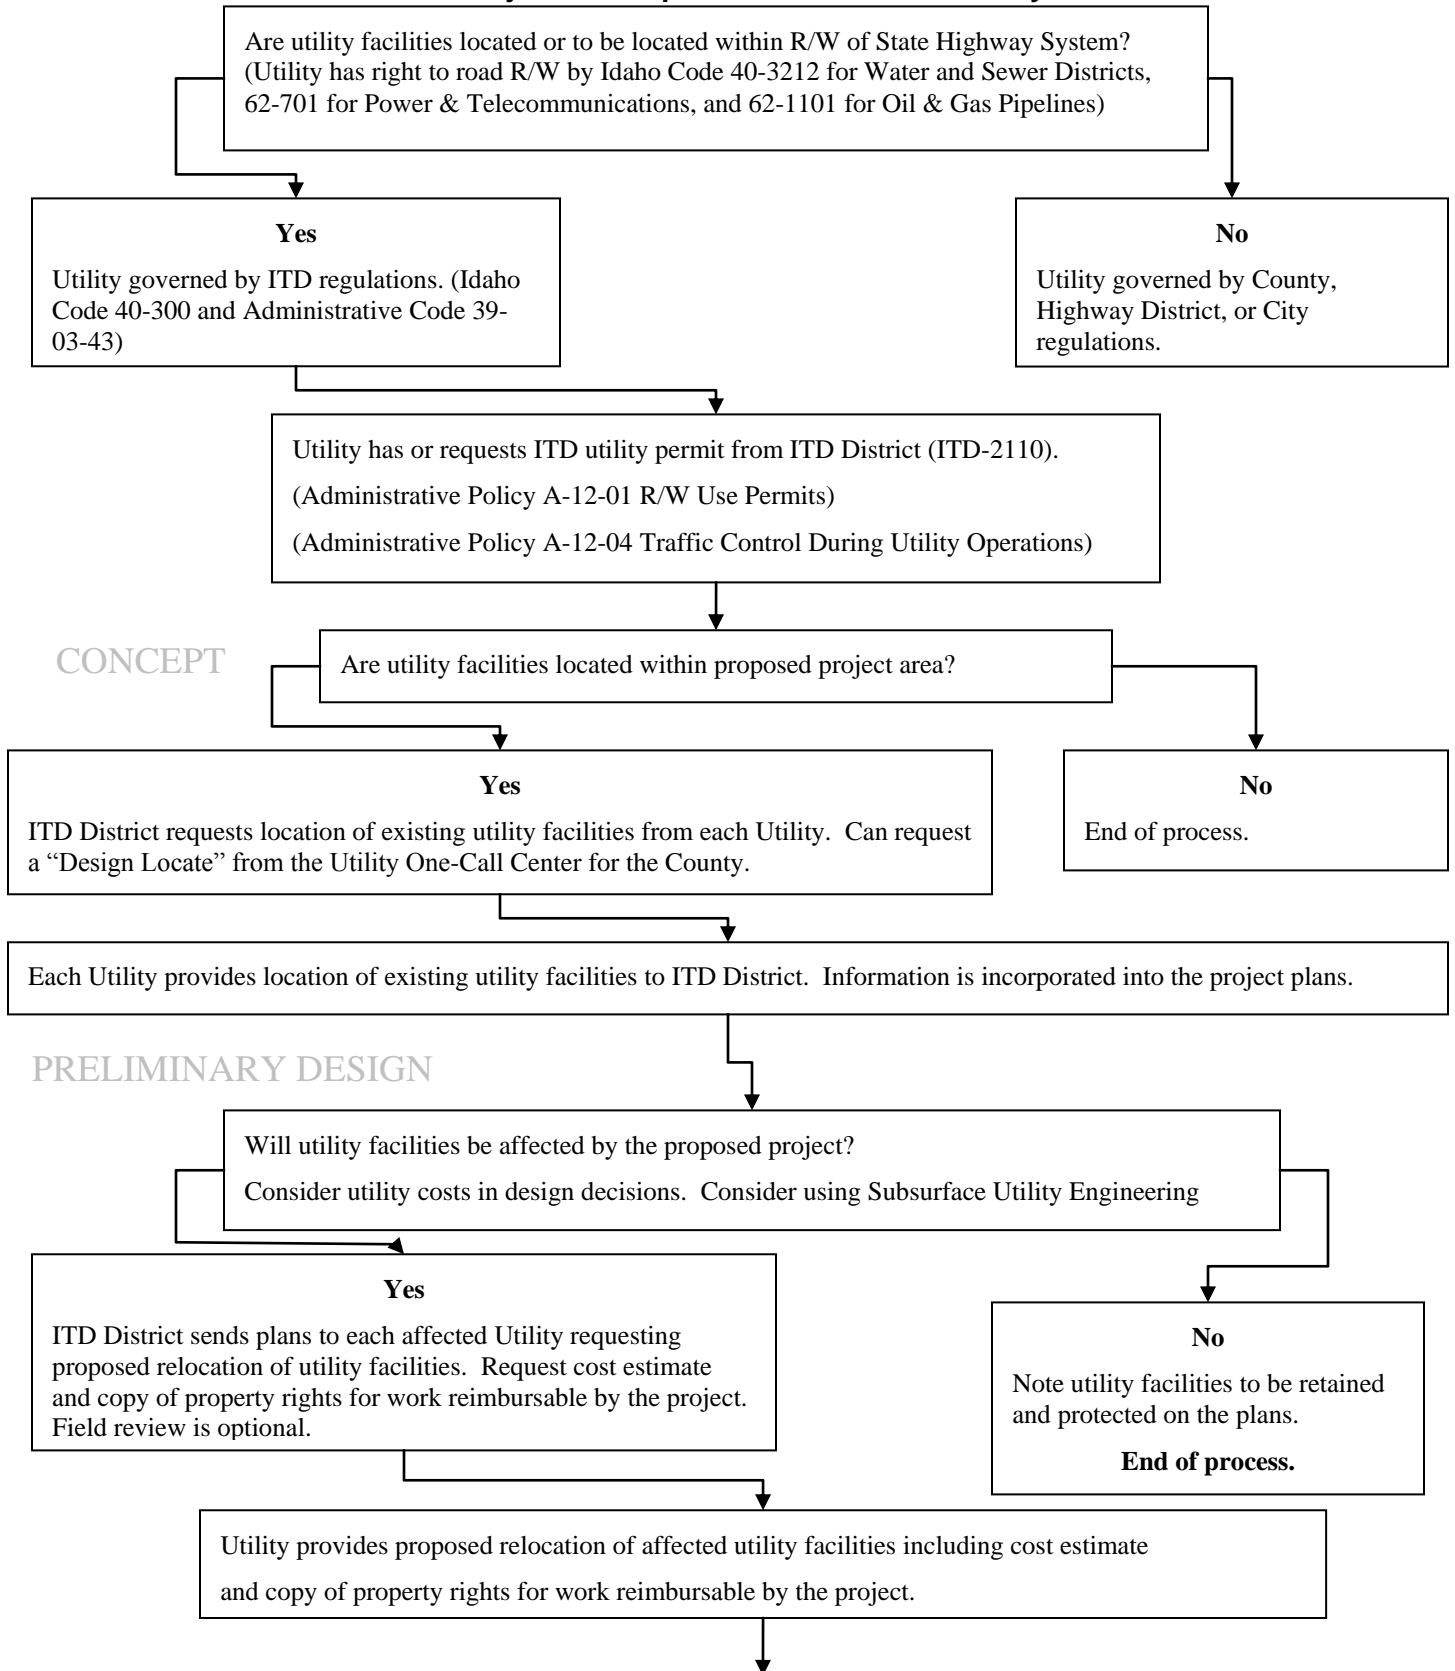 Are utility facilities located or to be located within R/W of State Highway System?
(Utility has right to road R/W by Idaho Code 40-3212 for Water and Sewer Districts,
62-701 for Power & Telecommunications, and 62-1101 for Oil & Gas Pipelines)
Yes
Utility governed by ITD regulations. (Idaho
Code 40-300 and Administrative Code 39-
03-43)
No
Utility governed by County,
Highway District, or City
regulations.
Utility has or requests ITD utility permit from ITD District (ITD-2110).
(Administrative Policy A-12-01 R/W Use Permits)
(Administrative Policy A-12-04 Traffic Control During Utility Operations)
CONCEPT
Are utility facilities located within proposed project area?
Yes
ITD District requests location of existing utility facilities from each Utility.  Can request
a “Design Locate” from the Utility One-Call Center for the County.
No
End of process.
Each Utility provides location of existing utility facilities to ITD District.  Information is incorporated into the project plans.
PRELIMINARY DESIGN
Will utility facilities be affected by the proposed project?
Consider utility costs in design decisions.  Consider using Subsurface Utility Engineering
Yes
ITD District sends plans to each affected Utility requesting
proposed relocation of utility facilities.  Request cost estimate
and copy of property rights for work reimbursable by the project.
Field review is optional.
No
Note utility facilities to be retained
and protected on the plans.
End of process.
Utility provides proposed relocation of affected utility facilities including cost estimate
and copy of property rights for work reimbursable by the project.